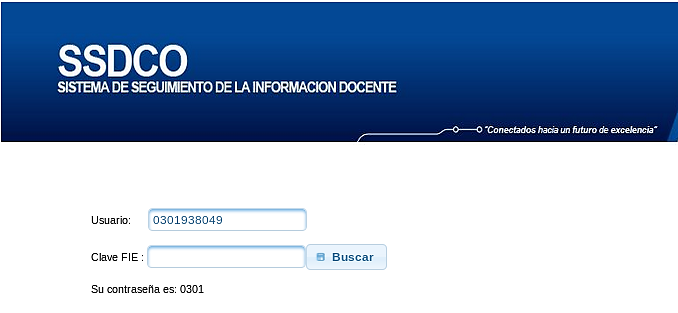 SSDCO
SISTEMA DE SEGUIMIENTO DE LA INFORMACION DOCENTE
"Conectados hacia un futuro de excelencia"
Usuario: 0301938049
Clave FIE : Buscar
Su contraseña es: 0301